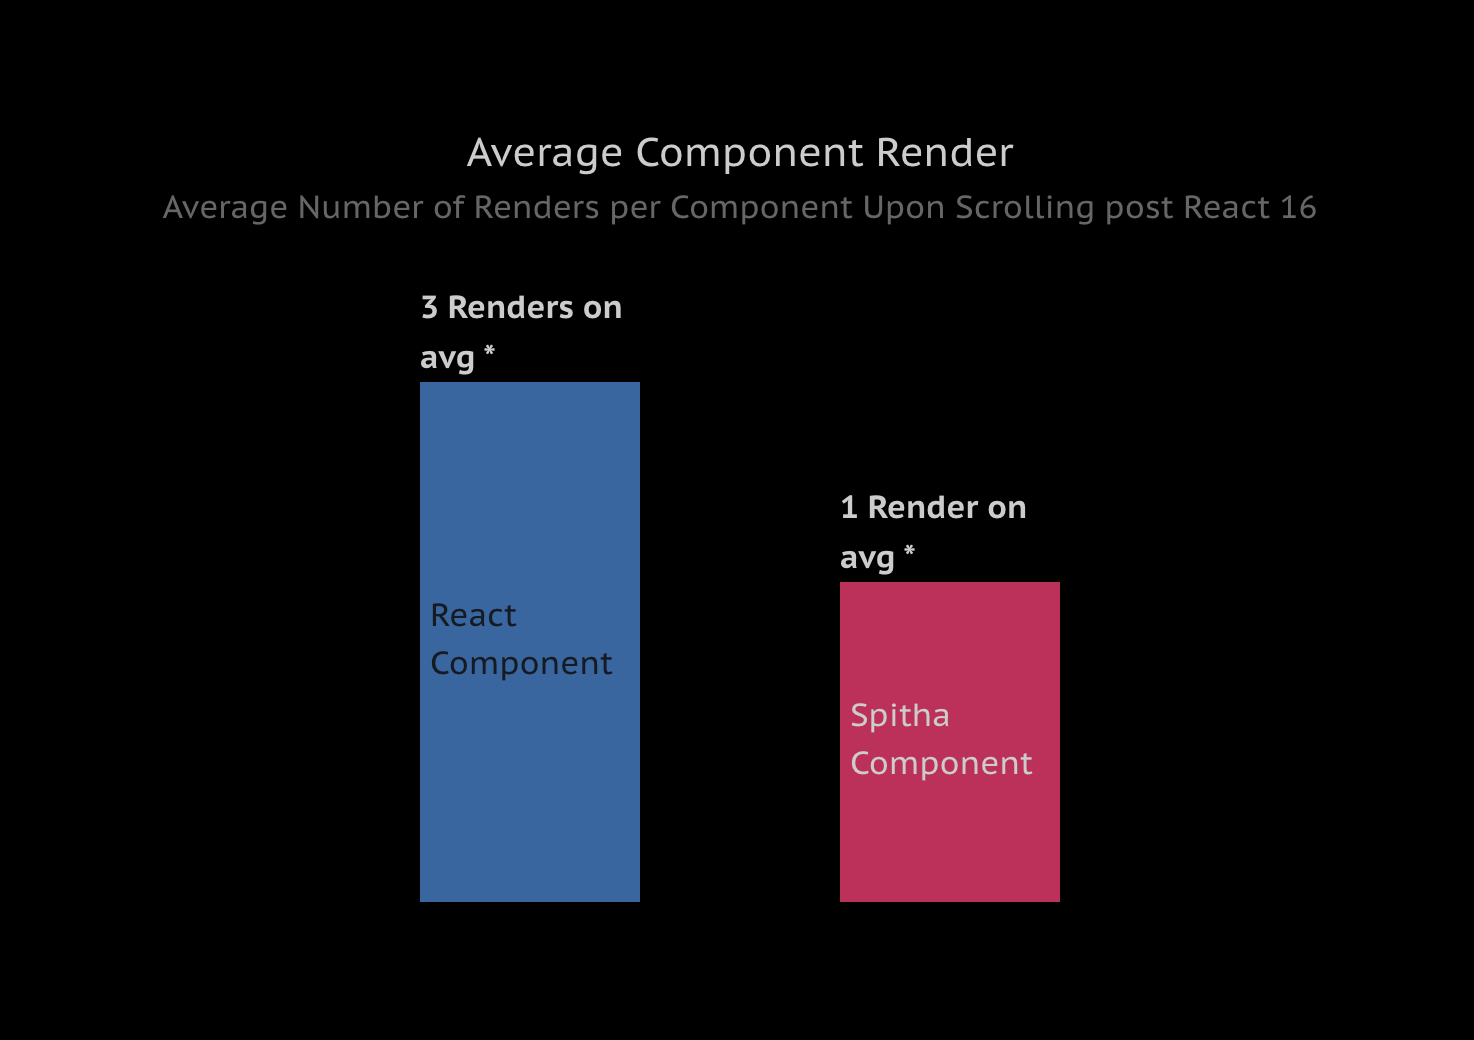 Average Component Render
Average Number of Renders per Component Upon Scrolling post React 16
3 Renders on
avg *
React
Component
1 Render on
avg *
Spitha
Component